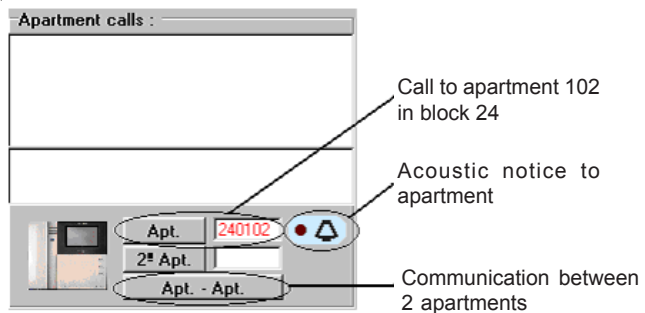 Apartment calls :
Call to apartment 102
in block 24
Acoustic notice to
apartment
Apt.
240102
2ª Apt.
Apt. - Apt.
Communication between
2 apartments